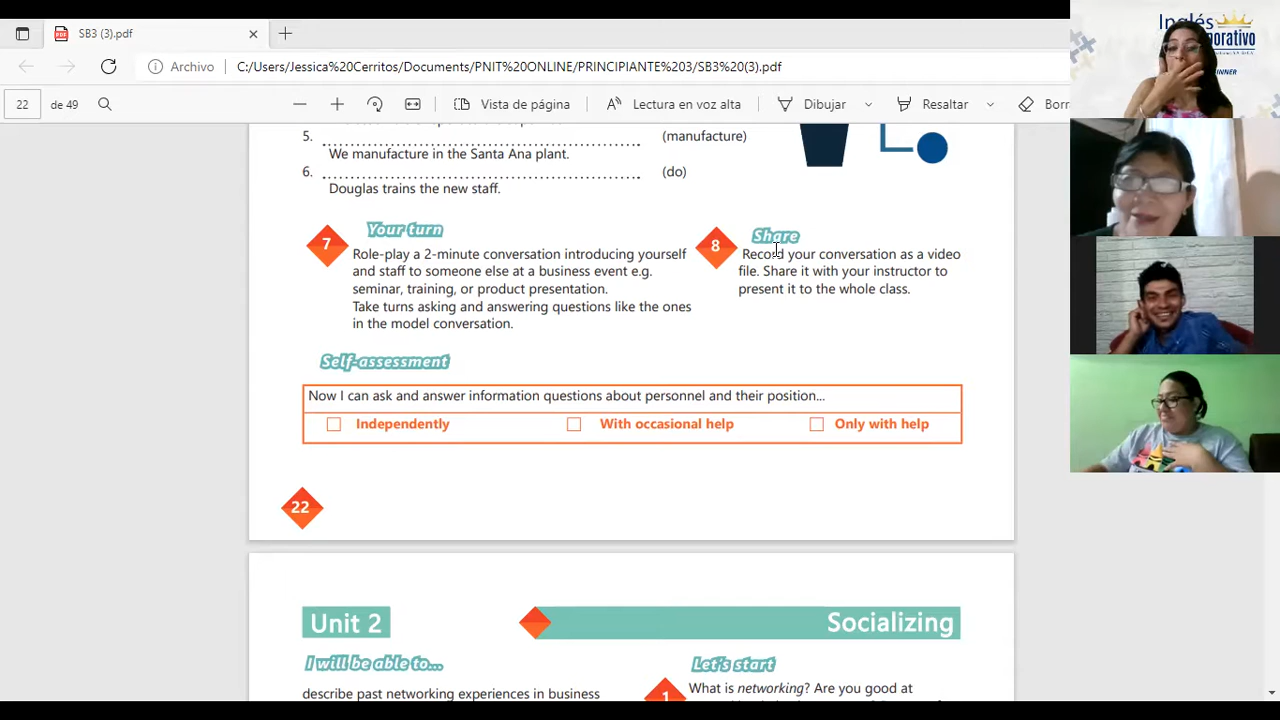 SB3 (3).pdf
Archivo
C:/Users/Jessica%20Cerritos/Documents/PNIT%20ONLINE/PRINCIPIANTE%203/SB3%20(3).pdf
22 de 49
Vista de página
Lectura en voz alta
Dibujar
Resaltar
Borr
Inglés
orporativo
INNER
5. (manufacture)
We manufacture in the Santa Ana plant.
6. (do)
Douglas trains the new staff.
7 Your turn
Role-play a 2-minute conversation introducing yourself
and staff to someone else at a business event e.g.
seminar, training, or product presentation.
Take turns asking and answering questions like the ones
in the model conversation.
8 Share
Record your conversation as a video
file. Share it with your instructor to
present it to the whole class.
Self-assessment
Now I can ask and answer information questions about personnel and their position...
Independently
With occasional help
Only with help
22
Unit 2
Socializing
I will be able to...
describe past networking experiences in business
Let's start
1
What is networking? Are you good at